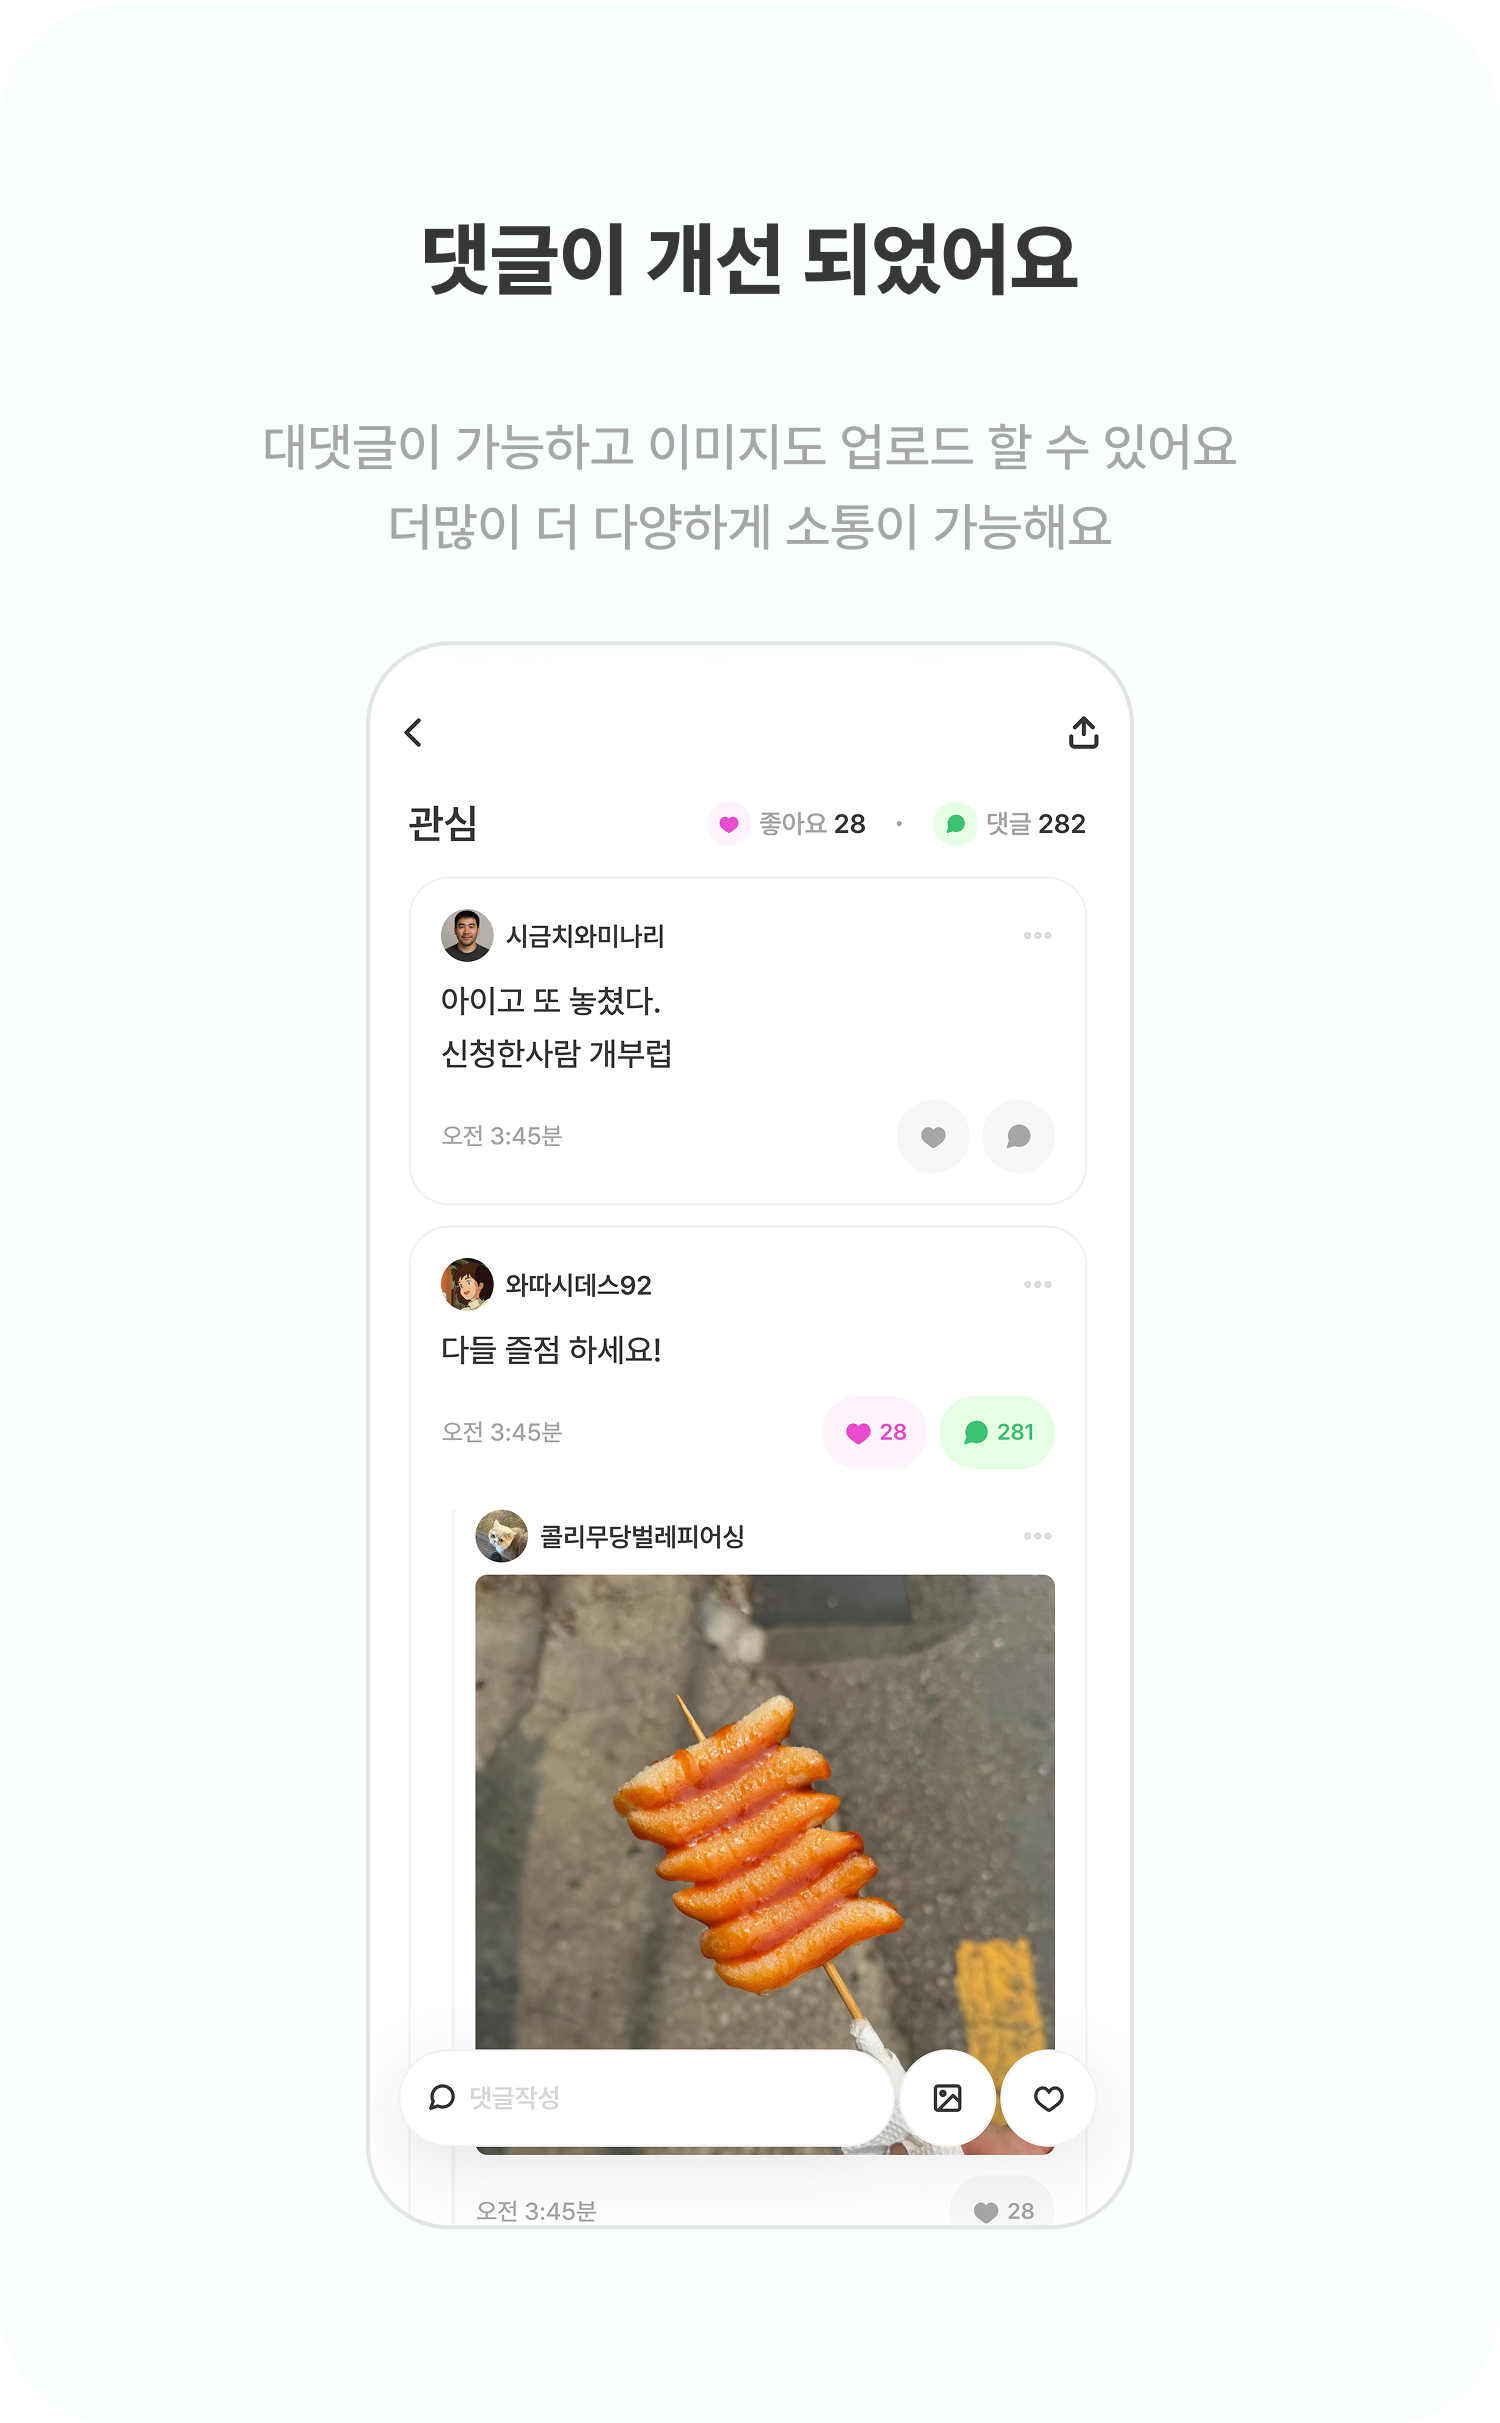 댓글이 개선 되었어요
대댓글이 가능하고 이미지도 업로드 할 수 있어요
더많이 더 다양하게 소통이 가능해요
관심
좋아요 28 · 댓글 282
시금치와미나리
아이고 또 놓쳤다.
신청한사람 개부럽
오전 3:45분
와따시데스92
다들 즐점 하세요!
오전 3:45분
28
281
콜리무당벌레피어싱
댓글작성
오전 3:45분
28